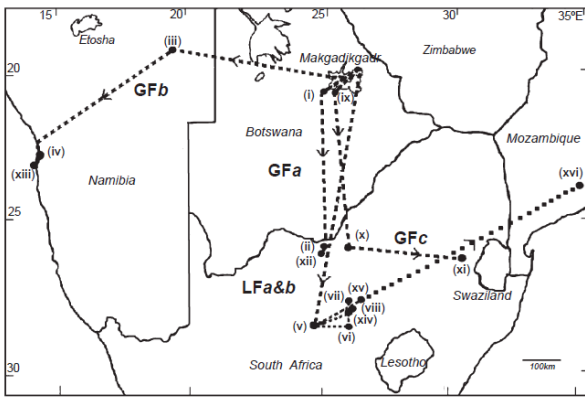 15 20 25 30 35ºE
Etosha (iii) Makgadikgadi Zimbabwe
20
(i) (ix)
GFb
Botswana Mozambique
(iv) (xvi)
(xiii) GFa
Namibia
25
(ii) (x) GFc
(xii) (xi)
LFa&b (vii) (xv) Swaziland
(viii)
(v) (xiv)
(vi)
South Africa Lesotho 100km
30